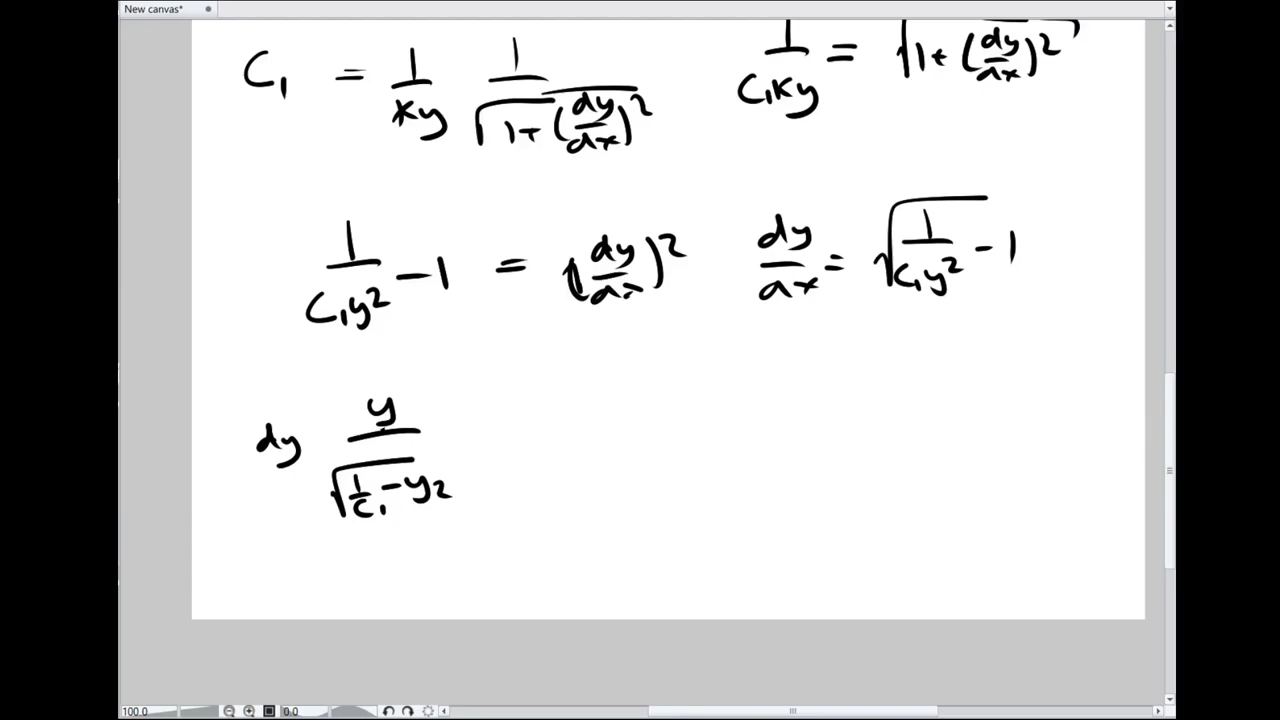 New canvas*
C₁ = 1/(ky) 1/√(1+(dy/dx)²)
1/(C₁ky) = √(1+(dy/dx)²)
1/(C₁y²) - 1 = (dy/dx)² dy/dx = √(1/(C₁y²) - 1)
dy y/√(1/C₁ - y2)
100.0 0.0